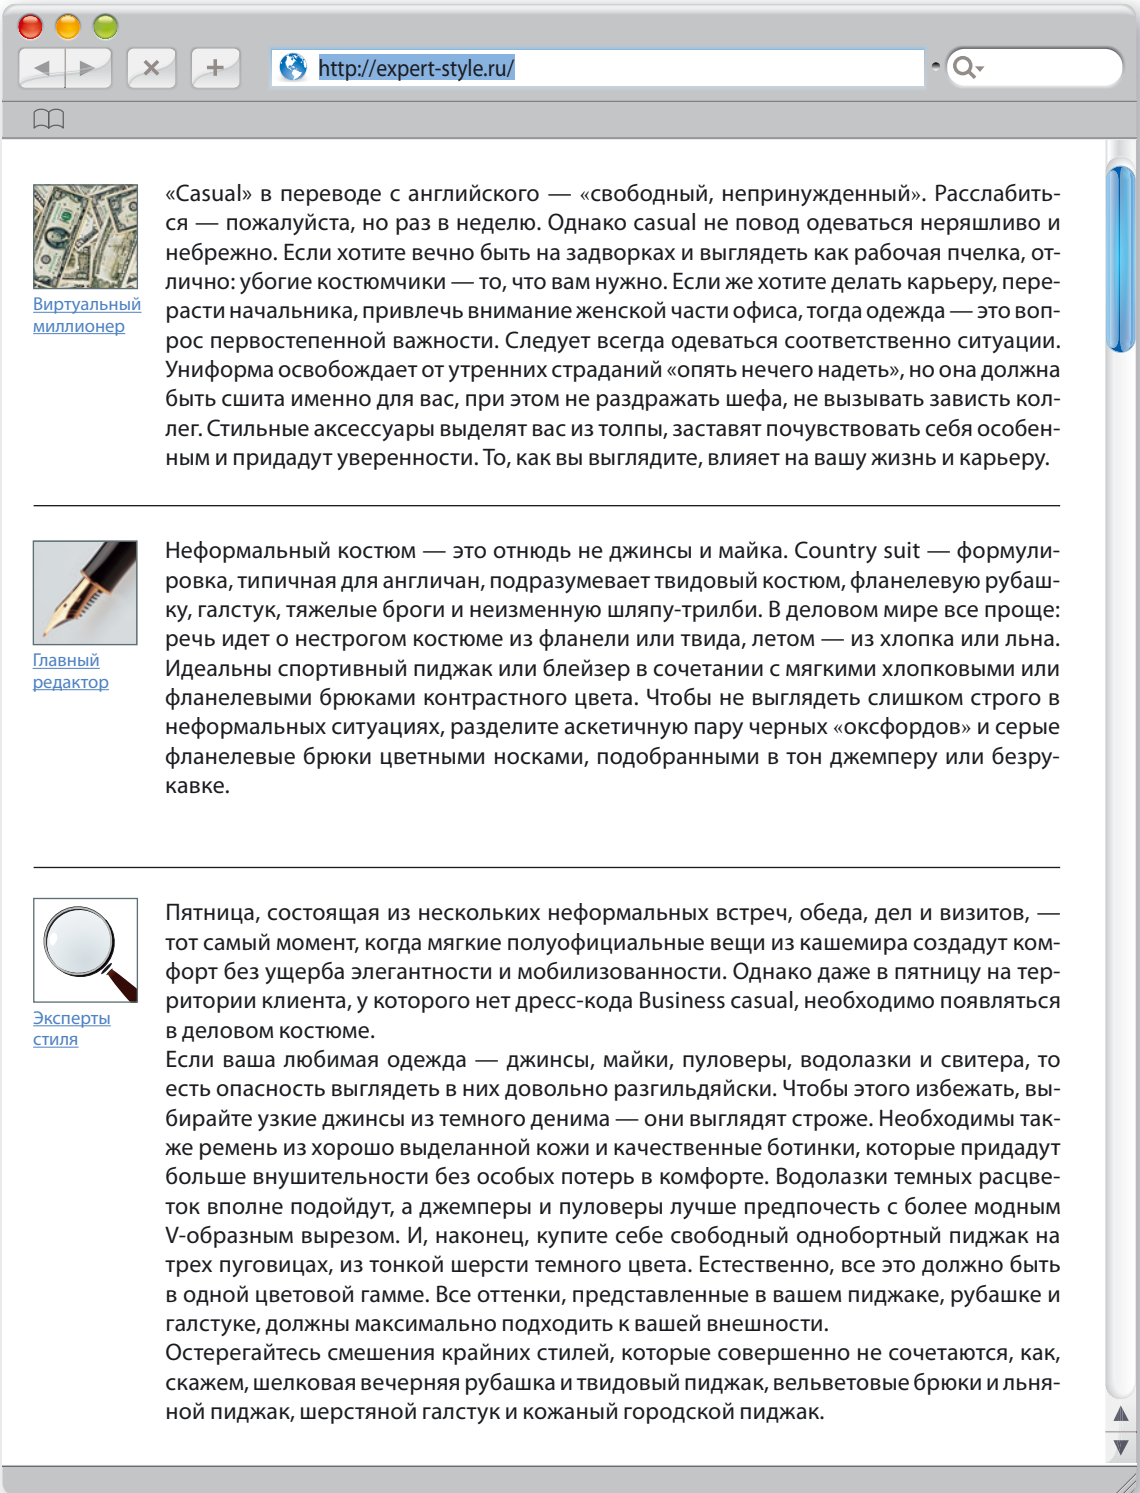 http://expert-style.ru/
«Casual» в переводе с английского — «свободный, непринужденный». Расслабить-
ся — пожалуйста, но раз в неделю. Однако casual не повод одеваться неряшливо и
небрежно. Если хотите вечно быть на задворках и выглядеть как рабочая пчелка, от-
лично: убогие костюмчики — то, что вам нужно. Если же хотите делать карьеру, пере-
расти начальника, привлечь внимание женской части офиса, тогда одежда — это воп-
рос первостепенной важности. Следует всегда одеваться соответственно ситуации.
Униформа освобождает от утренних страданий «опять нечего надеть», но она должна
быть сшита именно для вас, при этом не раздражать шефа, не вызывать зависть кол-
лег. Стильные аксессуары выделят вас из толпы, заставят почувствовать себя особен-
ным и придадут уверенности. То, как вы выглядите, влияет на вашу жизнь и карьеру.
Виртуальный
миллионер
Неформальный костюм — это отнюдь не джинсы и майка. Country suit — формули-
ровка, типичная для англичан, подразумевает твидовый костюм, фланелевую рубаш-
ку, галстук, тяжелые броги и неизменную шляпу-трилби. В деловом мире все проще:
речь идет о нестрогом костюме из фланели или твида, летом — из хлопка или льна.
Идеальны спортивный пиджак или блейзер в сочетании с мягкими хлопковыми или
фланелевыми брюками контрастного цвета. Чтобы не выглядеть слишком строго в
неформальных ситуациях, разделите аскетичную пару черных «оксфордов» и серые
фланелевые брюки цветными носками, подобранными в тон джемперу или безру-
кавке.
Главный
редактор
Пятница, состоящая из нескольких неформальных встреч, обеда, дел и визитов, —
тот самый момент, когда мягкие полуофициальные вещи из кашемира создадут ком-
форт без ущерба элегантности и мобилизованности. Однако даже в пятницу на тер-
ритории клиента, у которого нет дресс-кода Business casual, необходимо появляться
в деловом костюме.
Если ваша любимая одежда — джинсы, майки, пуловеры, водолазки и свитера, то
есть опасность выглядеть в них довольно разгильдяйски. Чтобы этого избежать, вы-
бирайте узкие джинсы из темного денима — они выглядят строже. Необходимы так-
же ремень из хорошо выделанной кожи и качественные ботинки, которые придадут
больше внушительности без особых потерь в комфорте. Водолазки темных расцве-
ток вполне подойдут, а джемперы и пуловеры лучше предпочесть с более модным
V-образным вырезом. И, наконец, купите себе свободный однобортный пиджак на
трех пуговицах, из тонкой шерсти темного цвета. Естественно, все это должно быть
в одной цветовой гамме. Все оттенки, представленные в вашем пиджаке, рубашке и
галстуке, должны максимально подходить к вашей внешности.
Остерегайтесь смешения крайних стилей, которые совершенно не сочетаются, как,
скажем, шелковая вечерняя рубашка и твидовый пиджак, вельветовые брюки и льня-
ной пиджак, шерстяной галстук и кожаный городской пиджак.
Эксперты
стиля